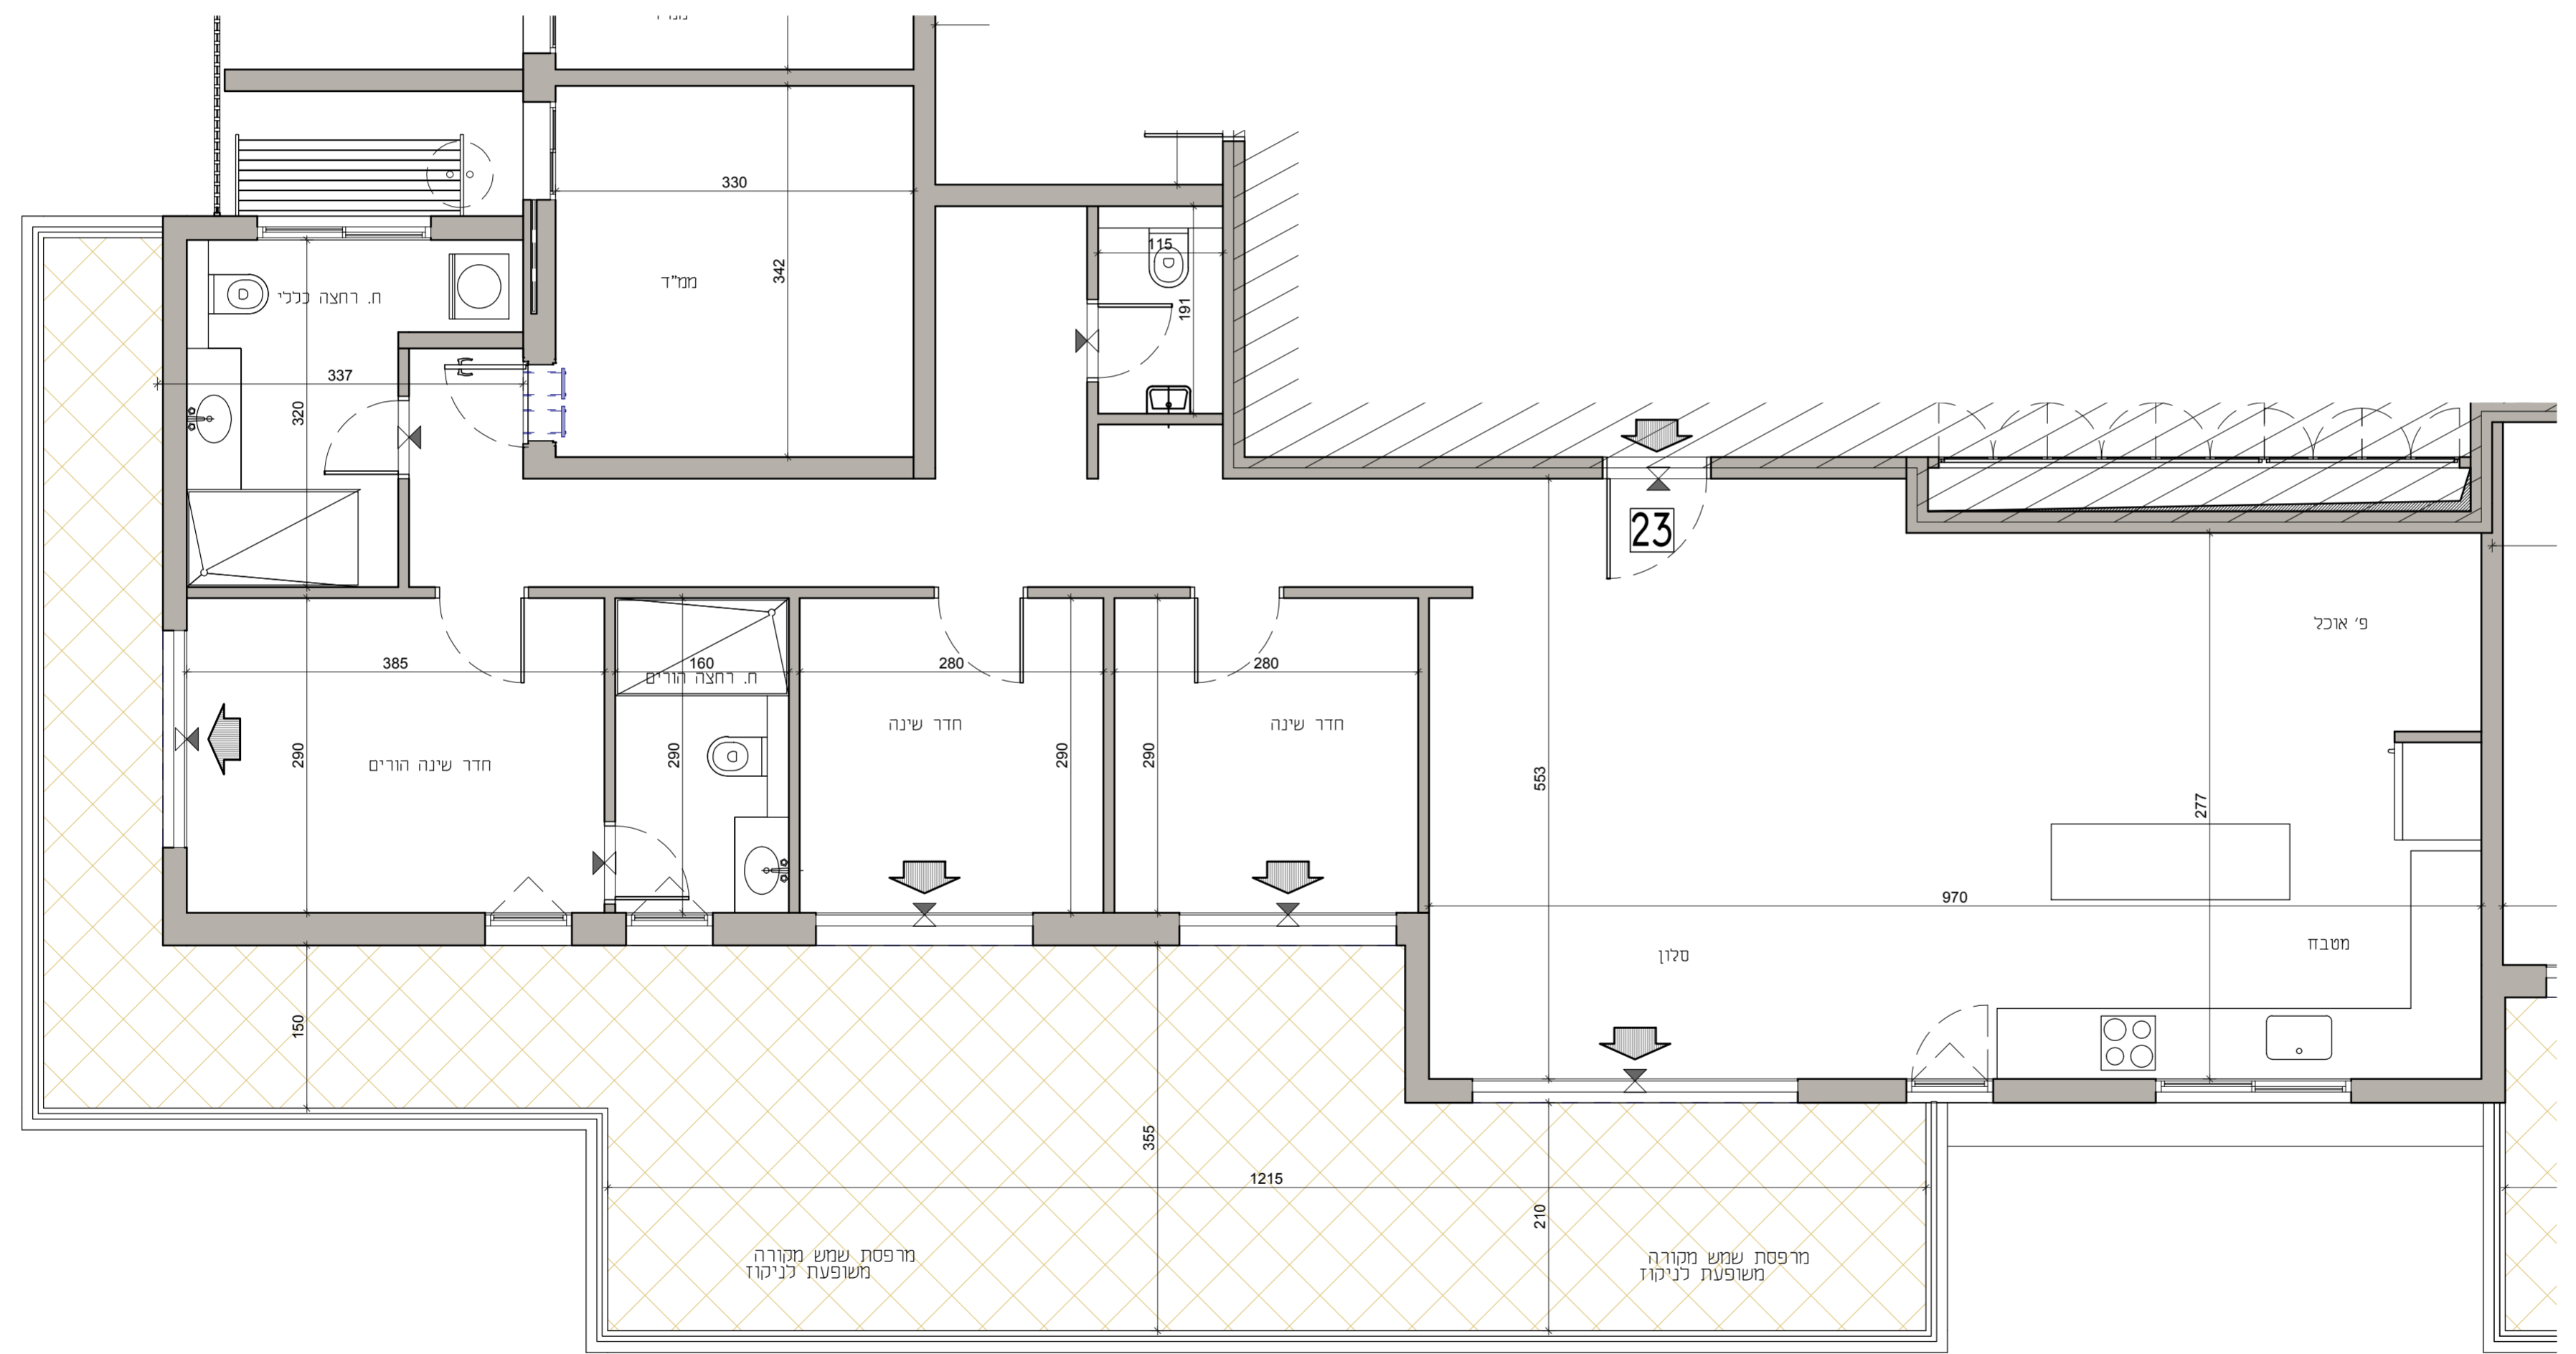 330
115
ממ"ד
342
ח. רחצה כללי
191
337
320
23
פ' אוכל
385
160
280
280
ח. רחצה הורים
חדר שינה
חדר שינה
290
290
290
290
חדר שינה הורים
553
277
970
מטבח
סלון
150
355
1215
210
מרפסת שמש מקורה
משופעת לניקוז
מרפסת שמש מקורה
משופעת לניקוז